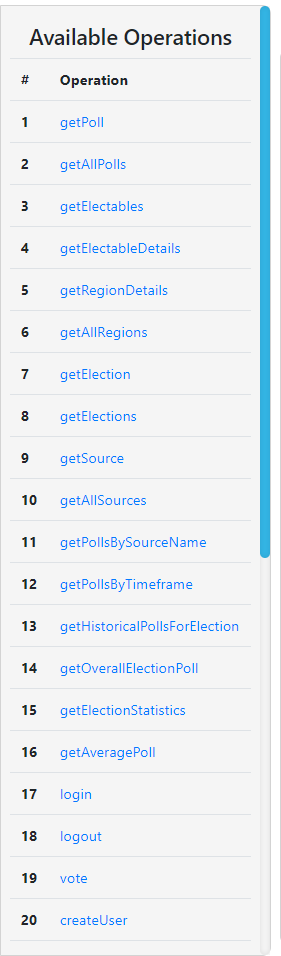 Available Operations
# Operation
1 getPoll
2 getAllPolls
3 getElectables
4 getElectableDetails
5 getRegionDetails
6 getAllRegions
7 getElection
8 getElections
9 getSource
10 getAllSources
11 getPollsBySourceName
12 getPollsByTimeframe
13 getHistoricalPollsForElection
14 getOverallElectionPoll
15 getElectionStatistics
16 getAveragePoll
17 login
18 logout
19 vote
20 createUser